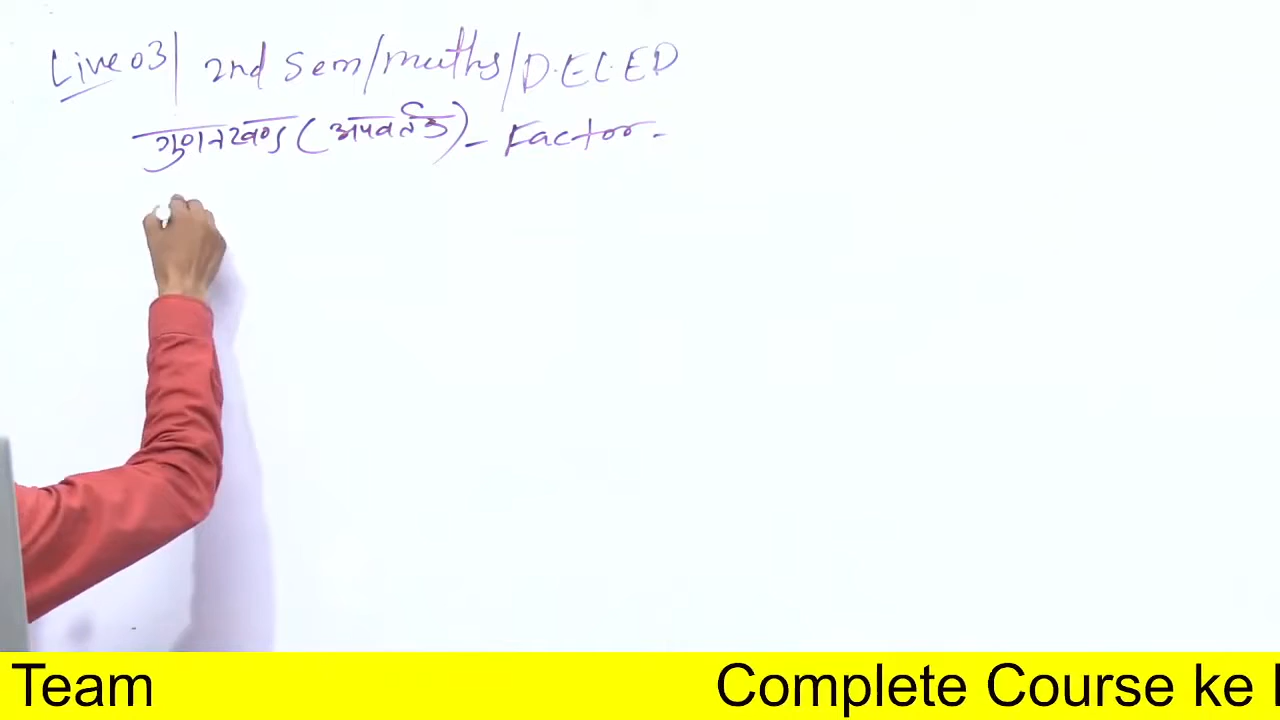 Live 03| 2nd Sem/Maths/D.EL.ED
गुणनखण्ड (अपवर्तक) - Factor -
Team Complete Course ke